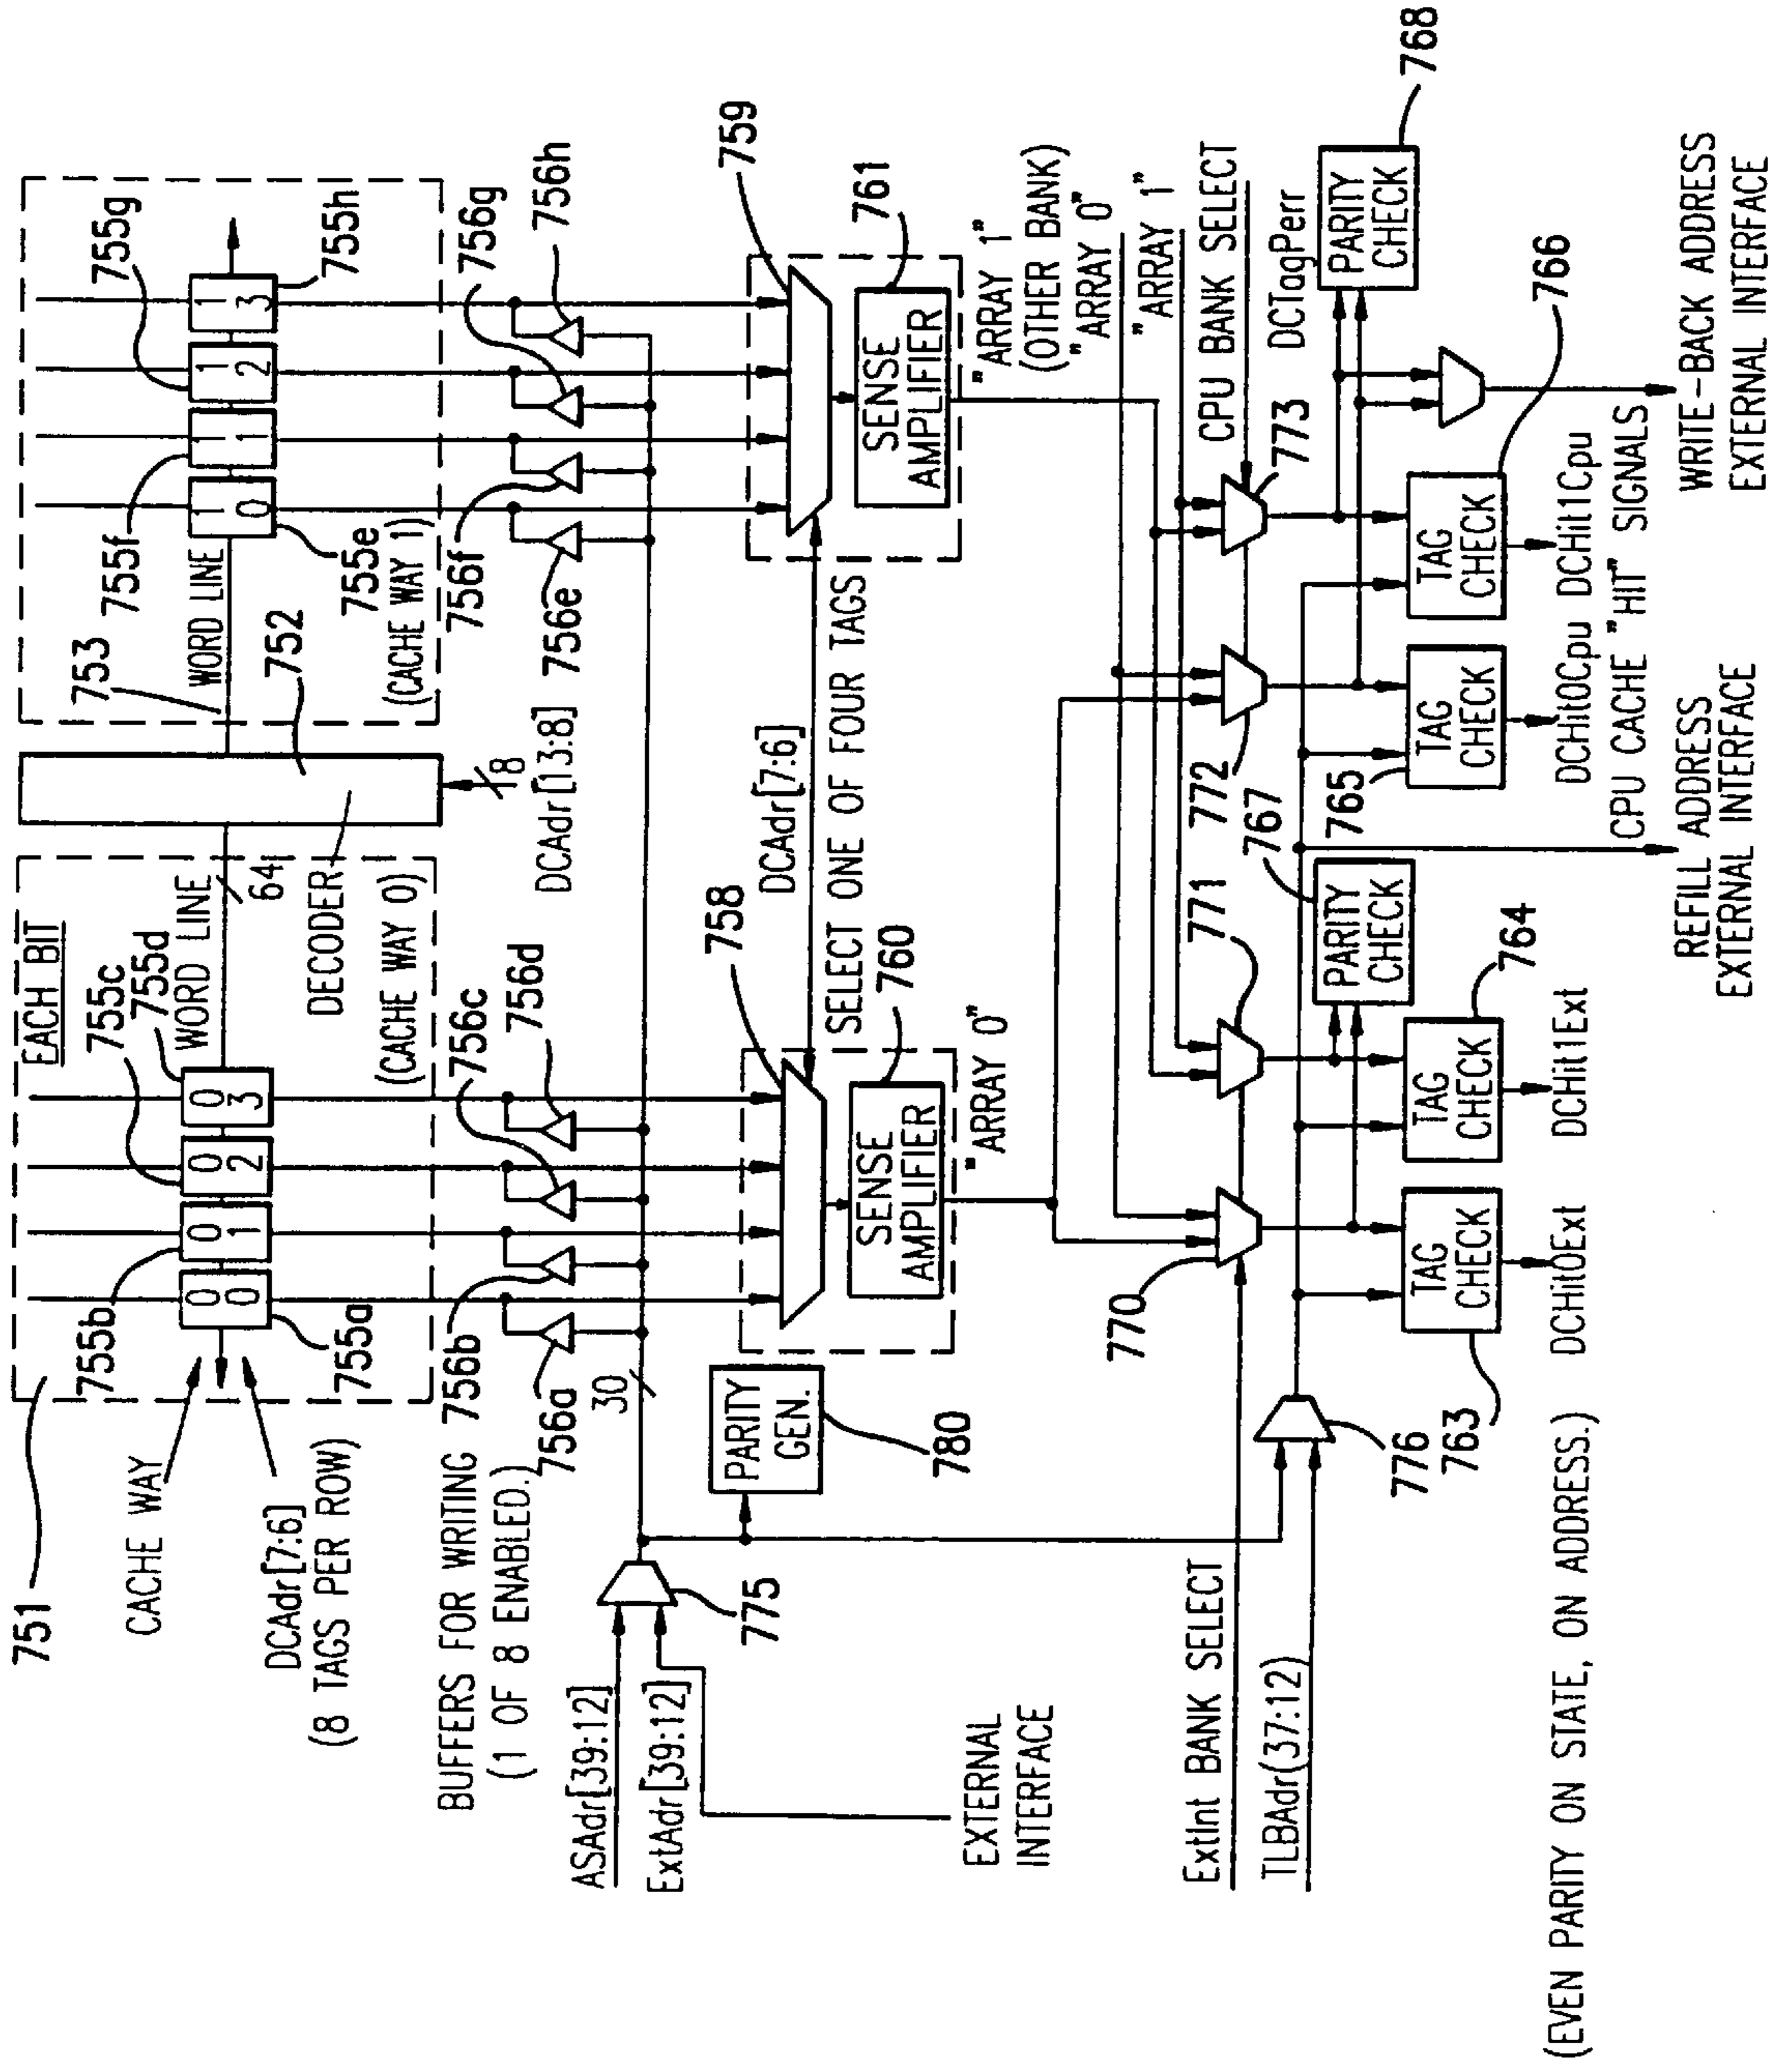 751
CACHE WAY
DCAdr[7:6]
(8 TAGS PER ROW)
EACH BIT
755b
755c
755d
755a
0 0
0 1
0 2
0 3
WORD LINE
64
(CACHE WAY 0)
DECODER
752
753
8
DCAdr[13:8]
WORD LINE
755f
755g
755e
755h
1 0
1 1
1 2
1 3
(CACHE WAY 1)
BUFFERS FOR WRITING
(1 OF 8 ENABLED.)
756b
756a
756c
756d
756f
756e
756g
756h
30
ASAdr[39:12]
ExtAdr[39:12]
775
EXTERNAL
INTERFACE
PARITY
GEN.
780
758
DCAdr[7:6]
SELECT ONE OF FOUR TAGS
759
SENSE
AMPLIFIER
760
SENSE
AMPLIFIER
761
"ARRAY 0"
"ARRAY 1"
(OTHER BANK)
"ARRAY 0"
"ARRAY 1"
CPU BANK SELECT
770
771
772
773
ExtInt BANK SELECT
TLBAdr(37:12)
776
767
PARITY
CHECK
DCTagPerr
PARITY
CHECK
768
TAG
CHECK
763
TAG
CHECK
764
TAG
CHECK
765
TAG
CHECK
766
DCHit0Ext
DCHit1Ext
DCHit0Cpu DCHit1Cpu
CPU CACHE "HIT" SIGNALS
REFILL ADDRESS
EXTERNAL INTERFACE
WRITE-BACK ADDRESS
EXTERNAL INTERFACE
(EVEN PARITY ON STATE, ON ADDRESS.)